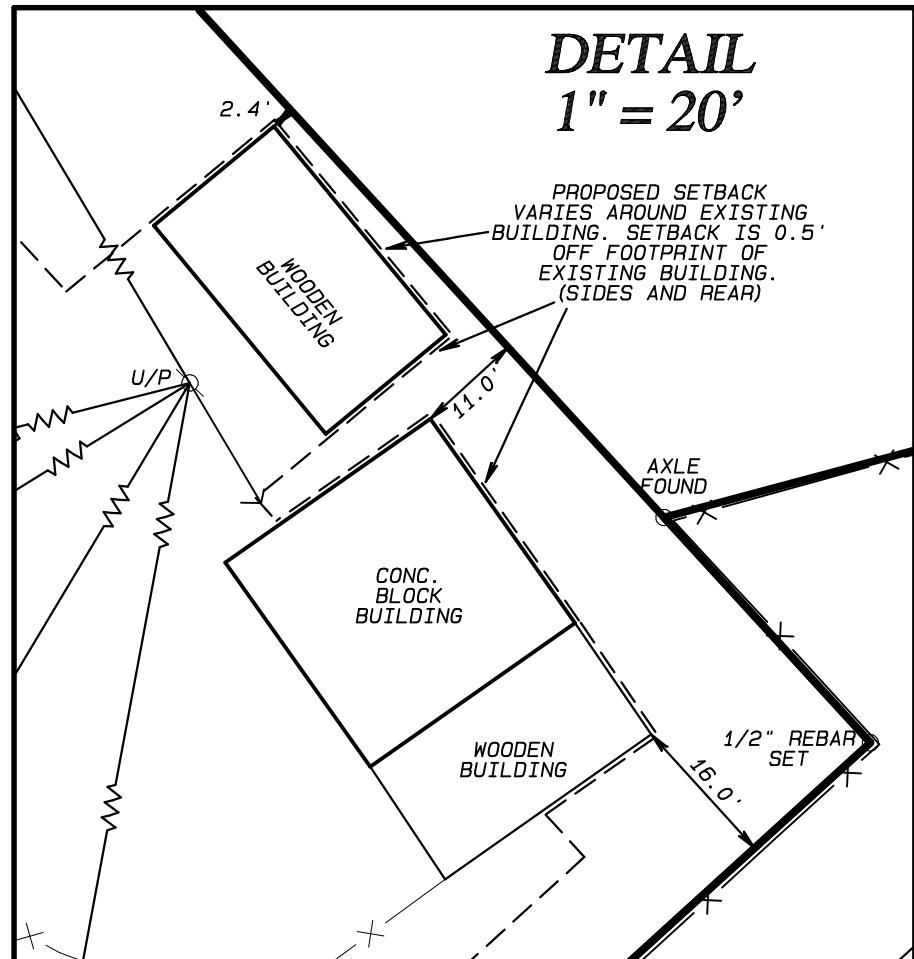 DETAIL
1" = 20'
2.4'
PROPOSED SETBACK
VARIES AROUND EXISTING
BUILDING. SETBACK IS 0.5'
OFF FOOTPRINT OF
EXISTING BUILDING.
(SIDES AND REAR)
WOODEN
BUILDING
U/P
11.0'
AXLE
FOUND
CONC.
BLOCK
BUILDING
1/2" REBAR
SET
WOODEN
BUILDING
16.0'